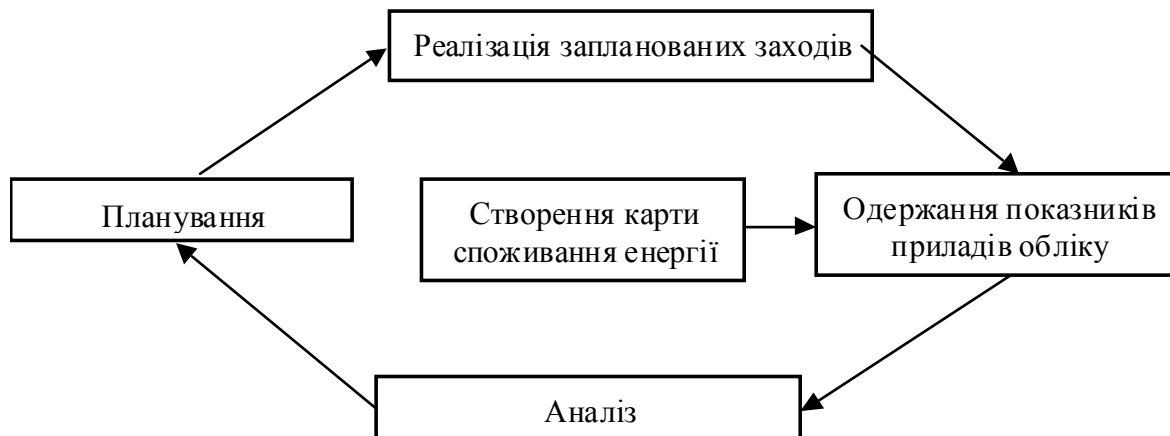 Реалізація запланованих заходів
Планування
Створення карти
споживання енергії
Одержання показників
приладів обліку
Аналіз